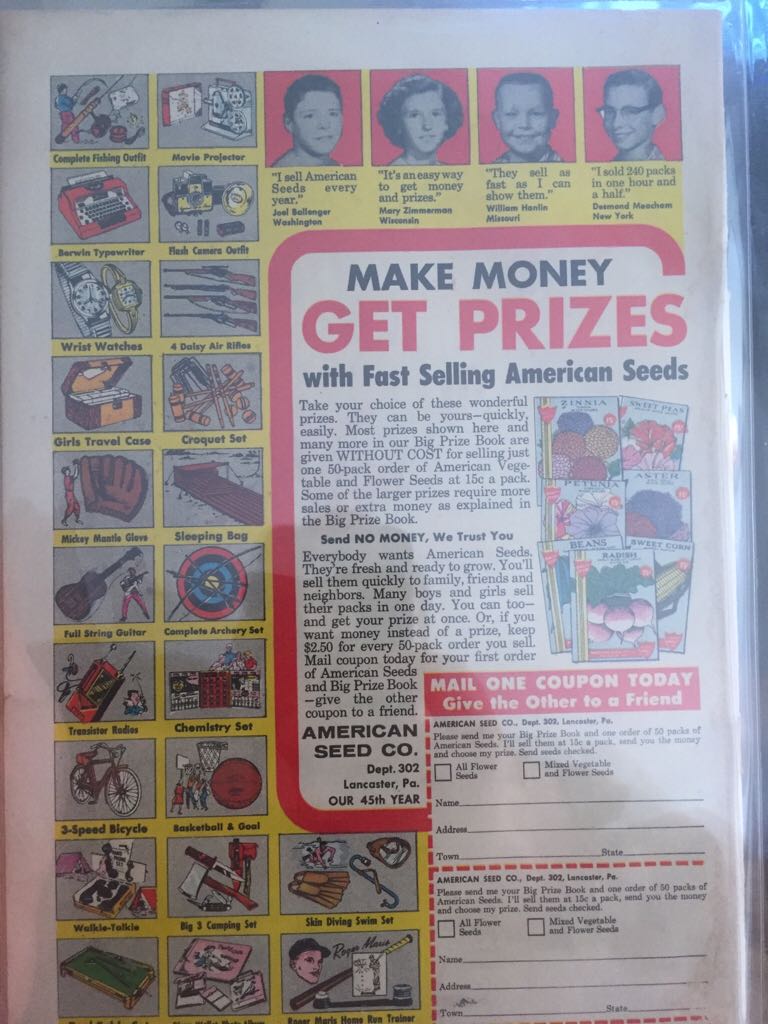 Complete Fishing Outfit
Movie Projector
Berwin Typewriter
Flash Camera Outfit
Wrist Watches
4 Daisy Air Rifles
Girls Travel Case
Croquet Set
Mickey Mantle Glove
Sleeping Bag
Full String Guitar
Complete Archery Set
Transistor Radios
Chemistry Set
3-Speed Bicycle
Basketball & Goal
Walkie-Talkie
Big 3 Camping Set
Skin Diving Swim Set
Roger Maris
Roger Maris Home Run Trainer
"I sell American
Seeds every
year."
Joel Ballenger
Washington
"It's an easy way
to get money
and prizes."
Mary Zimmerman
Wisconsin
"They sell as
fast as I can
show them."
William Hanlin
Missouri
"I sold 240 packs
in one hour and
a half."
Desmond Meacham
New York
MAKE MONEY
GET PRIZES
with Fast Selling American Seeds
Take your choice of these wonderful
prizes. They can be yours—quickly,
easily. Most prizes shown here and
many more in our Big Prize Book are
given WITHOUT COST for selling just
one 50-pack order of American Vege-
table and Flower Seeds at 15c a pack.
Some of the larger prizes require more
sales or extra money as explained in
the Big Prize Book.
Send NO MONEY, We Trust You
Everybody wants American Seeds.
They're fresh and ready to grow. You'll
sell them quickly to family, friends and
neighbors. Many boys and girls sell
their packs in one day. You can too—
and get your prize at once. Or, if you
want money instead of a prize, keep
$2.50 for every 50-pack order you sell.
Mail coupon today for your first order
of American Seeds
and Big Prize Book
—give the other
coupon to a friend.
AMERICAN
SEED CO.
Dept. 302
Lancaster, Pa.
OUR 45th YEAR
ZINNIA
SWEET PEAS
PETUNIA
ASTER
BEANS
SWEET CORN
RADISH
MAIL ONE COUPON TODAY
Give the Other to a Friend
AMERICAN SEED CO., Dept. 302, Lancaster, Pa.
Please send me your Big Prize Book and one order of 50 packs of
American Seeds. I'll sell them at 15c a pack, send you the money
and choose my prize. Send seeds checked.
All Flower
Seeds
Mixed Vegetable
and Flower Seeds
Name
Address
Town State
AMERICAN SEED CO., Dept. 302, Lancaster, Pa.
Please send me your Big Prize Book and one order of 50 packs of
American Seeds. I'll sell them at 15c a pack, send you the money
and choose my prize. Send seeds checked.
All Flower
Seeds
Mixed Vegetable
and Flower Seeds
Name
Address
Town State